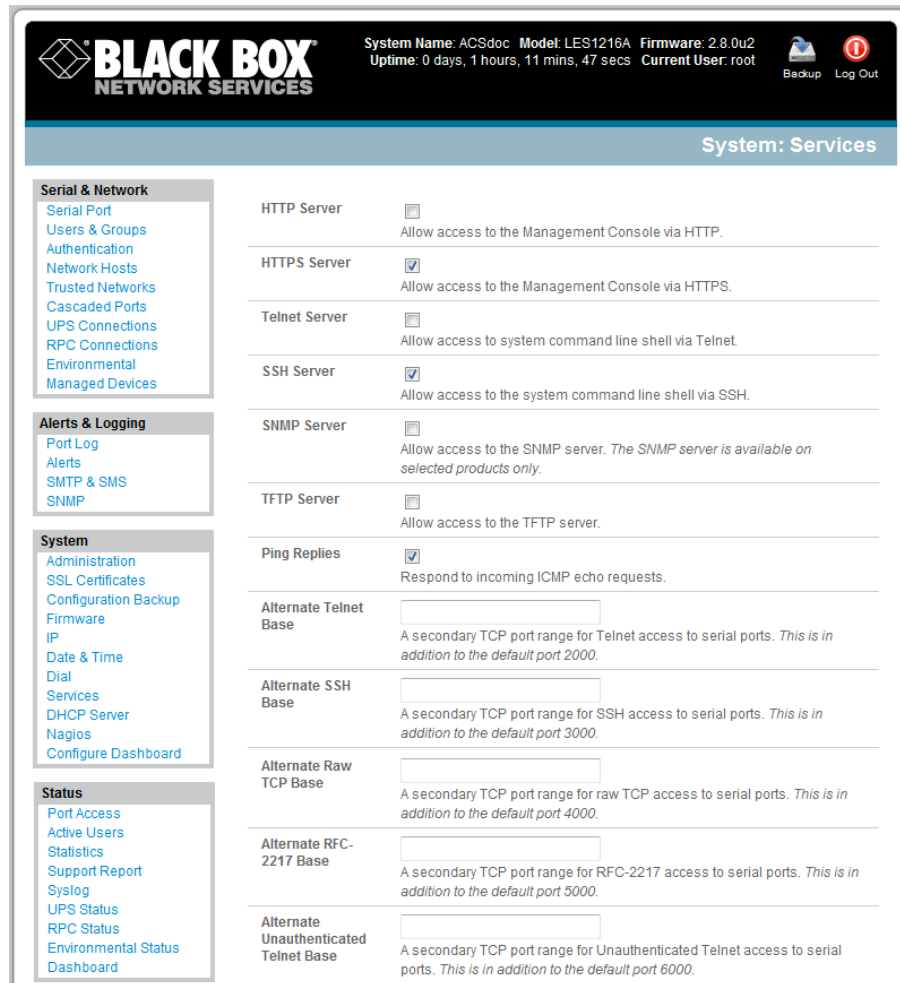 BLACK BOX®
NETWORK SERVICES
System Name: ACSdoc Model: LES1216A Firmware: 2.8.0u2
Uptime: 0 days, 1 hours, 11 mins, 47 secs Current User: root
Backup
Log Out
System: Services
Serial & Network
Serial Port
Users & Groups
Authentication
Network Hosts
Trusted Networks
Cascaded Ports
UPS Connections
RPC Connections
Environmental
Managed Devices
Alerts & Logging
Port Log
Alerts
SMTP & SMS
SNMP
System
Administration
SSL Certificates
Configuration Backup
Firmware
IP
Date & Time
Dial
Services
DHCP Server
Nagios
Configure Dashboard
Status
Port Access
Active Users
Statistics
Support Report
Syslog
UPS Status
RPC Status
Environmental Status
Dashboard
HTTP Server
Allow access to the Management Console via HTTP.
HTTPS Server
Allow access to the Management Console via HTTPS.
Telnet Server
Allow access to system command line shell via Telnet.
SSH Server
Allow access to the system command line shell via SSH.
SNMP Server
Allow access to the SNMP server. The SNMP server is available on
selected products only.
TFTP Server
Allow access to the TFTP server.
Ping Replies
Respond to incoming ICMP echo requests.
Alternate Telnet
Base
A secondary TCP port range for Telnet access to serial ports. This is in
addition to the default port 2000.
Alternate SSH
Base
A secondary TCP port range for SSH access to serial ports. This is in
addition to the default port 3000.
Alternate Raw
TCP Base
A secondary TCP port range for raw TCP access to serial ports. This is in
addition to the default port 4000.
Alternate RFC-
2217 Base
A secondary TCP port range for RFC-2217 access to serial ports. This is in
addition to the default port 5000.
Alternate
Unauthenticated
Telnet Base
A secondary TCP port range for Unauthenticated Telnet access to serial
ports. This is in addition to the default port 6000.